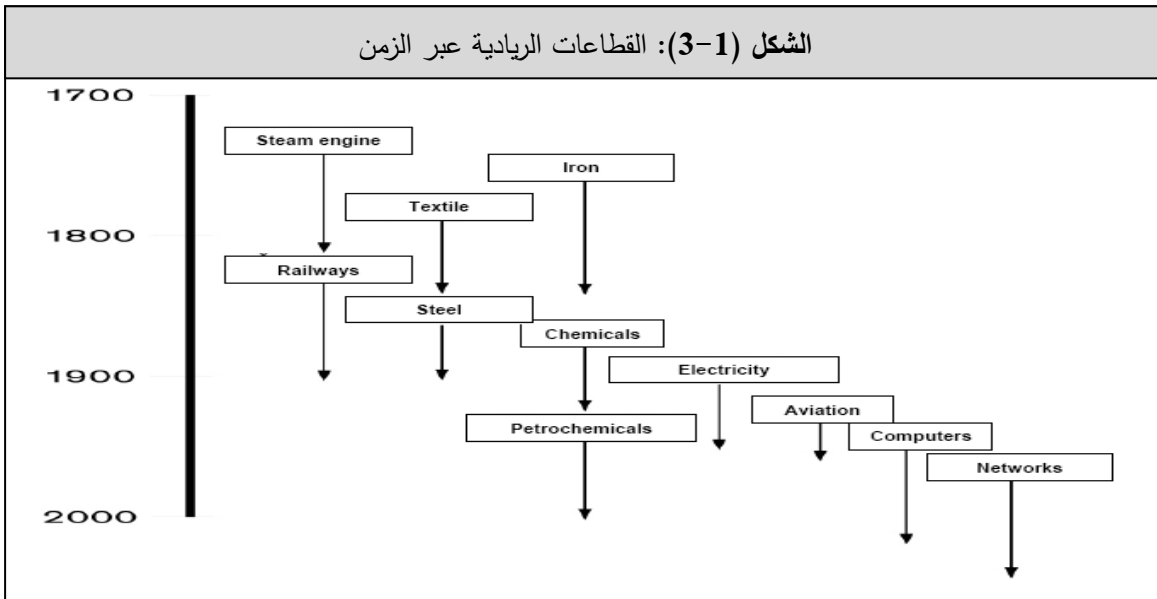 الشكل (1-3): القطاعات الريادية عبر الزمن
1700
Steam engine
Iron
Textile
1800
Railways
Steel
Chemicals
Electricity
1900
Aviation
Petrochemicals
Computers
Networks
2000